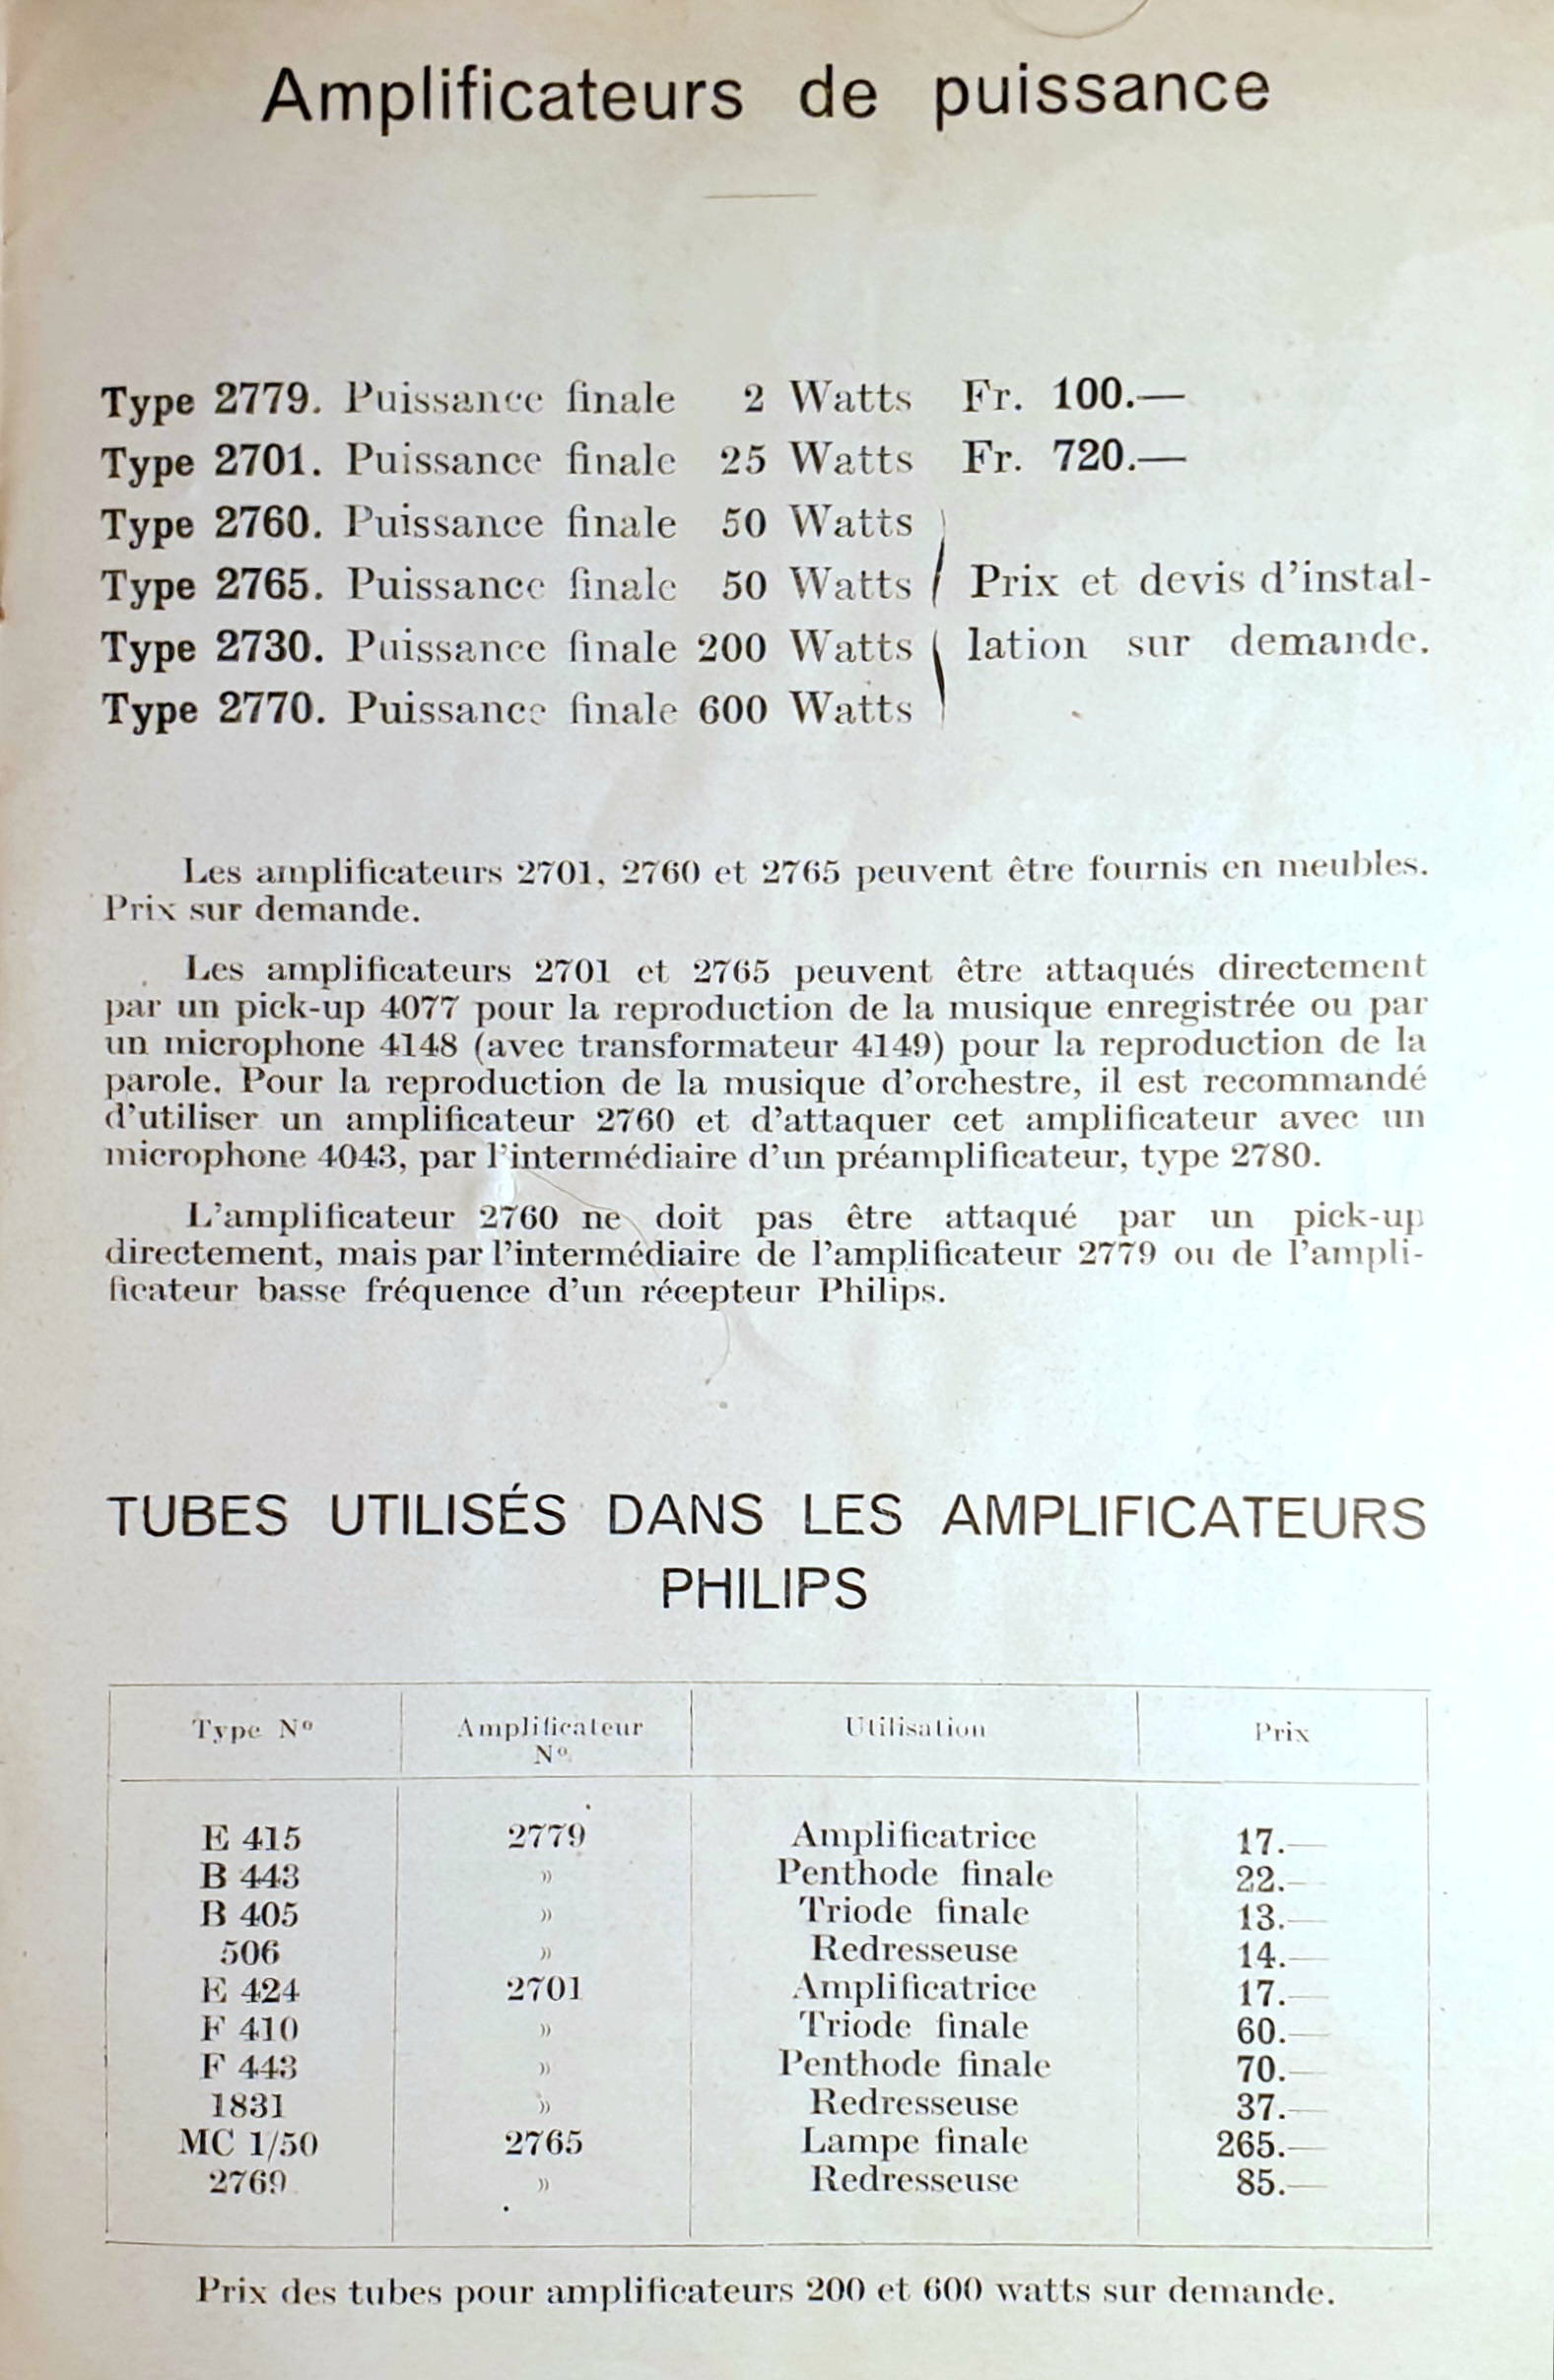 Amplificateurs de puissance
Type 2779. Puissance finale 2 Watts Fr. 100.—
Type 2701. Puissance finale 25 Watts Fr. 720.—
Type 2760. Puissance finale 50 Watts
Type 2765. Puissance finale 50 Watts Prix et devis d'instal-
Type 2730. Puissance finale 200 Watts lation sur demande.
Type 2770. Puissance finale 600 Watts
Les amplificateurs 2701, 2760 et 2765 peuvent être fournis en meubles.
Prix sur demande.
Les amplificateurs 2701 et 2765 peuvent être attaqués directement
par un pick-up 4077 pour la reproduction de la musique enregistrée ou par
un microphone 4148 (avec transformateur 4149) pour la reproduction de la
parole. Pour la reproduction de la musique d'orchestre, il est recommandé
d'utiliser un amplificateur 2760 et d'attaquer cet amplificateur avec un
microphone 4043, par l'intermédiaire d'un préamplificateur, type 2780.
L'amplificateur 2760 ne doit pas être attaqué par un pick-up
directement, mais par l'intermédiaire de l'amplificateur 2779 ou de l'ampli-
ficateur basse fréquence d'un récepteur Philips.
TUBES UTILISÉS DANS LES AMPLIFICATEURS
PHILIPS
Type Nº Amplificateur Utilisation Prix
Nº
E 415 2779 Amplificatrice 17.—
B 443 » Penthode finale 22.—
B 405 » Triode finale 13.—
506 » Redresseuse 14.—
E 424 2701 Amplificatrice 17.—
F 410 » Triode finale 60.—
F 443 » Penthode finale 70.—
1831 » Redresseuse 37.—
MC 1/50 2765 Lampe finale 265.—
2769 » Redresseuse 85.—
Prix des tubes pour amplificateurs 200 et 600 watts sur demande.